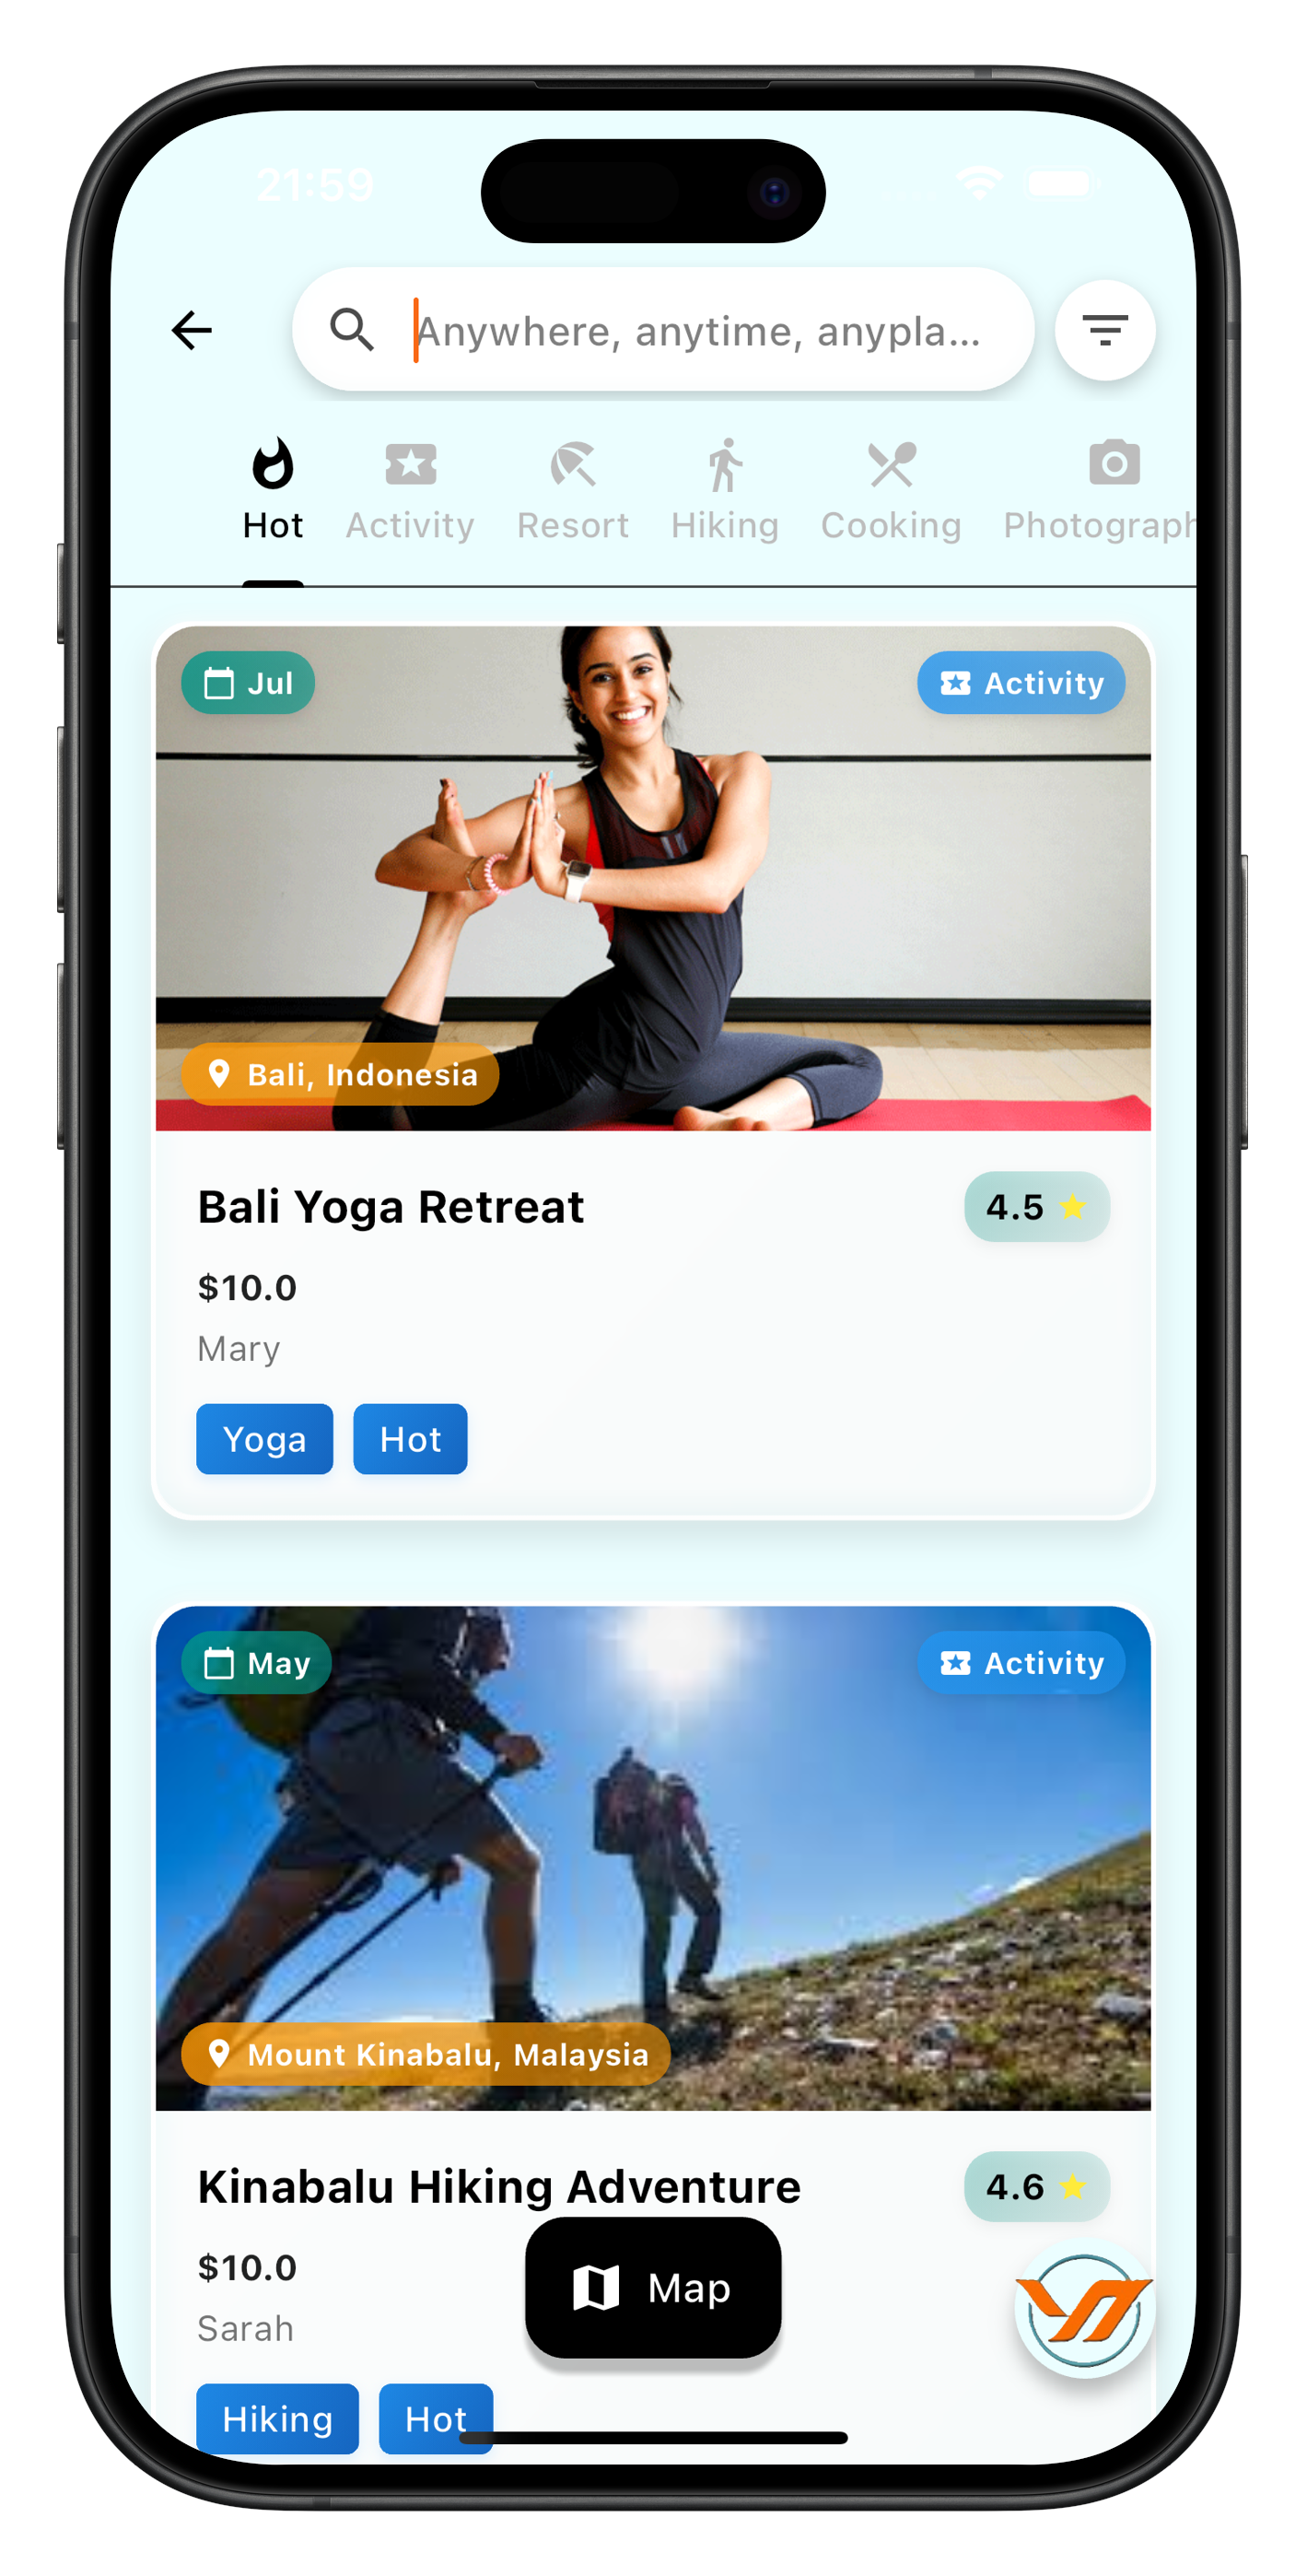 21:59
Anywhere, anytime, anypla...
Hot Activity Resort Hiking Cooking Photograph
Jul
Activity
Bali, Indonesia
Bali Yoga Retreat
4.5
$10.0
Mary
Yoga Hot
May
Activity
Mount Kinabalu, Malaysia
Kinabalu Hiking Adventure
4.6
$10.0
Map
Sarah
Hiking Hot